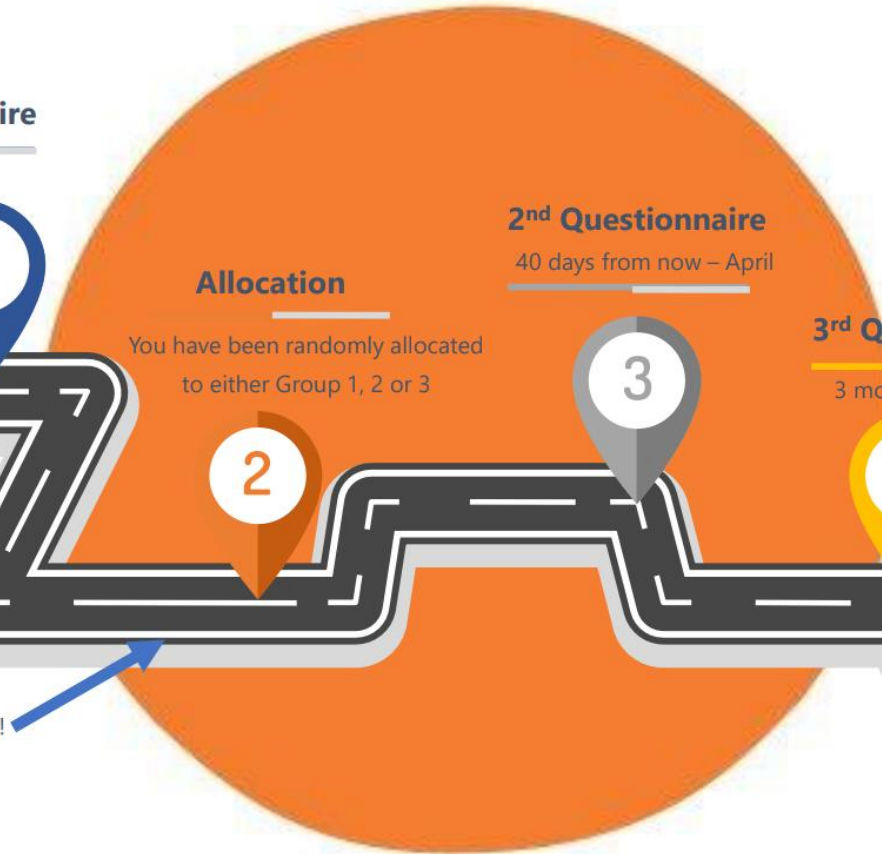 ire
Allocation
You have been randomly allocated
to either Group 1, 2 or 3
2
2nd Questionnaire
40 days from now – April
3
3rd Q
3 mo
!